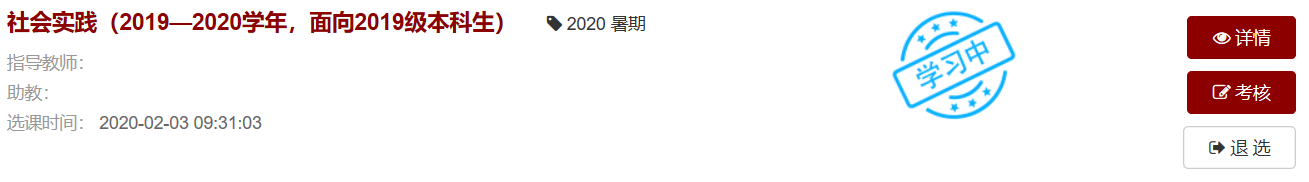 社会实践（2019—2020学年，面向2019级本科生） 2020 暑期
指导教师：
助教：
选课时间： 2020-02-03 09:31:03
学习中
详情
考核
退 选